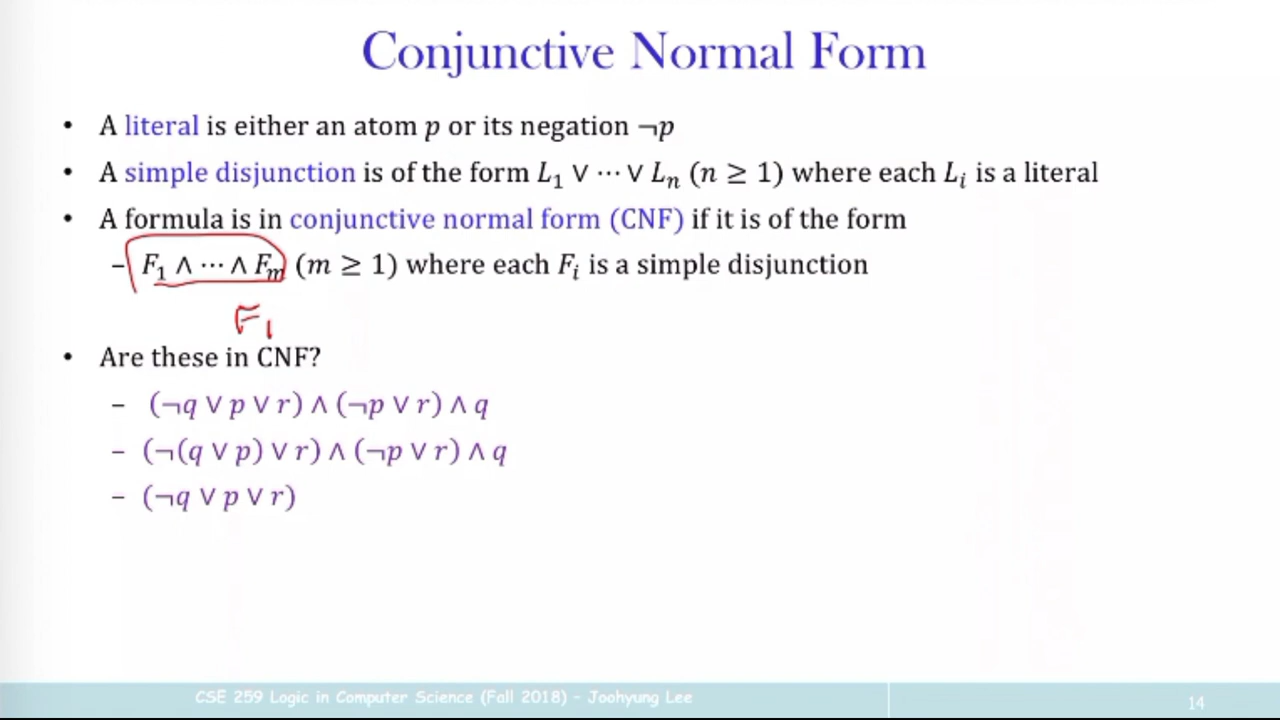 Conjunctive Normal Form
• A literal is either an atom p or its negation ¬p
• A simple disjunction is of the form L₁ ∨ ⋯ ∨ Lₙ (n ≥ 1) where each Lᵢ is a literal
• A formula is in conjunctive normal form (CNF) if it is of the form
– F₁ ∧ ⋯ ∧ Fₘ (m ≥ 1) where each Fᵢ is a simple disjunction
F₁
• Are these in CNF?
– (¬q ∨ p ∨ r) ∧ (¬p ∨ r) ∧ q
– (¬(q ∨ p) ∨ r) ∧ (¬p ∨ r) ∧ q
– (¬q ∨ p ∨ r)
CSE 259 Logic in Computer Science (Fall 2018) - Joohyung Lee
14